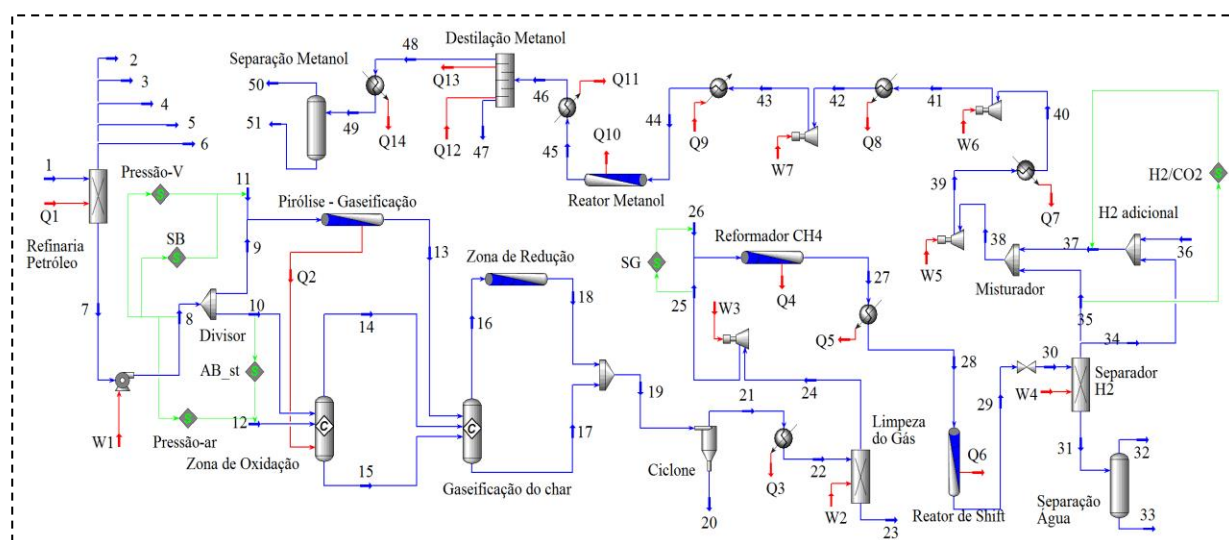 Destilação Metanol
48
2
Separação Metanol
3
50
Q13
46
Q11
43
42
41
40
4
51
49
44
5
Q14
Q12
47
45
Q10
Q9
W7
Q8
W6
6
1
Pressão-V
11
Reator Metanol
39
Q7
H2/CO2
Q1
Pirólise - Gaseificação
26
H2 adicional
Refinaria
Petróleo
SB
9
13
Zona de Redução
Reformador CH4
W5
38
37
36
Q2
SG
27
Misturador
7
8
10
14
16
18
25
W3
Q4
35
Divisor
Q5
34
28
30
AB_st
21
24
29
W4
Separador
H2
12
19
W1
Pressão-ar
17
Limpeza
do Gás
31
32
Zona de Oxidação
15
Ciclone
22
Q6
Gaseificação do char
Q3
W2
Separação
Água
20
23
Reator de Shift
33